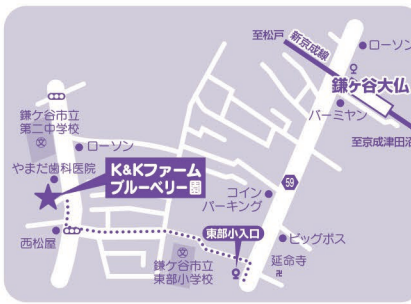 至松戸
新京成線
ローソン
鎌ヶ谷大仏
バーミヤン
至京成津田沼
鎌ケ谷市立
第二中学校
文
ローソン
やまだ歯科医院
K&Kファーム
ブルーベリー園
59
コイン
パーキング
西松屋
東部小入口
ビッグボス
文
鎌ケ谷市立
東部小学校
延命寺
卍